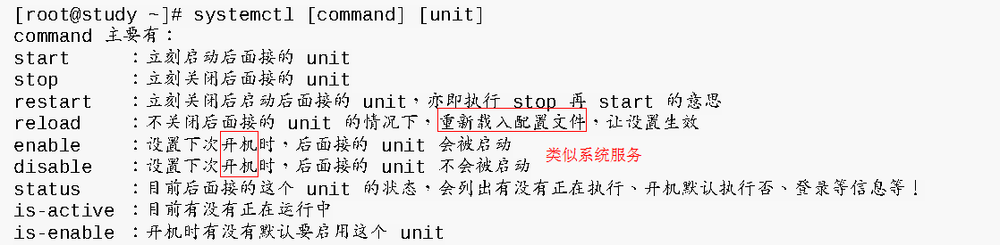 [root@study ~]# systemctl [command] [unit]
command 主要有：
start ：立刻启动后面接的 unit
stop ：立刻关闭后面接的 unit
restart ：立刻关闭后启动后面接的 unit，亦即执行 stop 再 start 的意思
reload ：不关闭后面接的 unit 的情况下，重新载入配置文件，让设置生效
enable ：设置下次开机时，后面接的 unit 会被启动
disable ：设置下次开机时，后面接的 unit 不会被启动
类似系统服务
status ：目前后面接的这个 unit 的状态，会列出有没有正在执行、开机默认执行否、登录等信息等！
is-active ：目前有没有正在运行中
is-enable ：开机时有没有默认要启用这个 unit